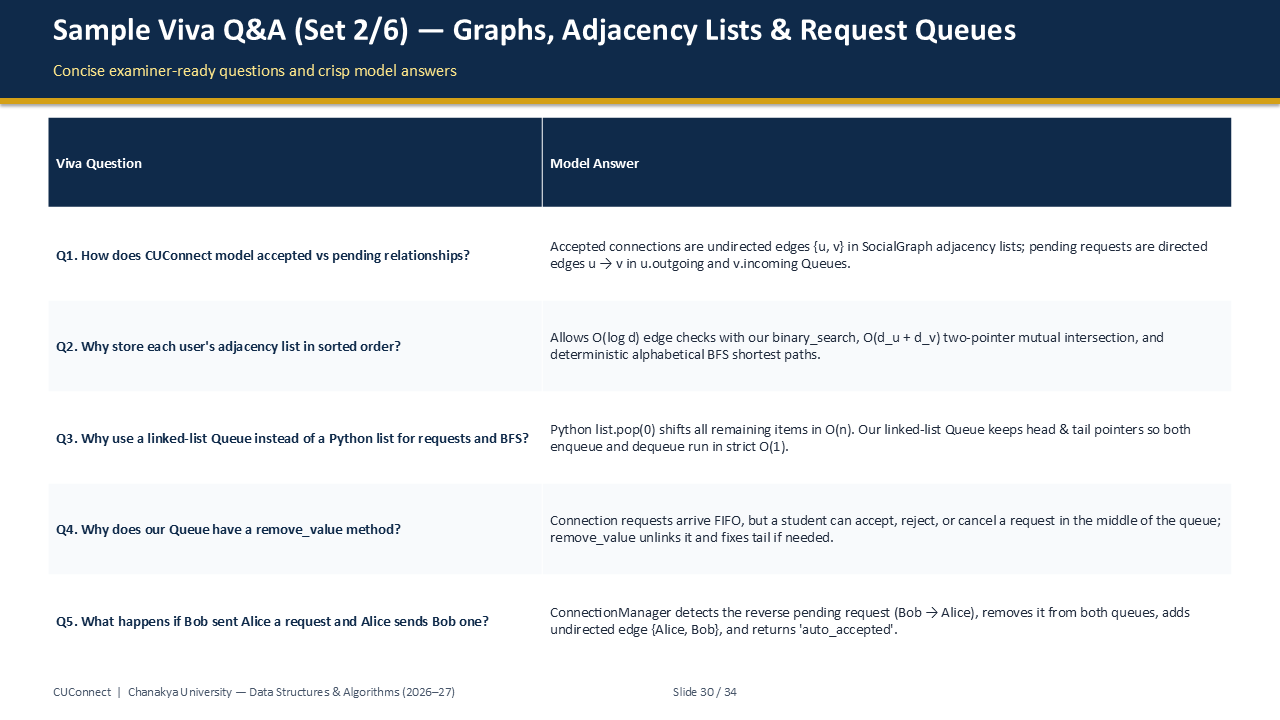 Sample Viva Q&A (Set 2/6) — Graphs, Adjacency Lists & Request Queues
Concise examiner-ready questions and crisp model answers
Viva Question
Model Answer
Q1. How does CUConnect model accepted vs pending relationships?
Accepted connections are undirected edges {u, v} in SocialGraph adjacency lists; pending requests are directed
edges u → v in u.outgoing and v.incoming Queues.
Q2. Why store each user's adjacency list in sorted order?
Allows O(log d) edge checks with our binary_search, O(d_u + d_v) two-pointer mutual intersection, and
deterministic alphabetical BFS shortest paths.
Q3. Why use a linked-list Queue instead of a Python list for requests and BFS?
Python list.pop(0) shifts all remaining items in O(n). Our linked-list Queue keeps head & tail pointers so both
enqueue and dequeue run in strict O(1).
Q4. Why does our Queue have a remove_value method?
Connection requests arrive FIFO, but a student can accept, reject, or cancel a request in the middle of the queue;
remove_value unlinks it and fixes tail if needed.
Q5. What happens if Bob sent Alice a request and Alice sends Bob one?
ConnectionManager detects the reverse pending request (Bob → Alice), removes it from both queues, adds
undirected edge {Alice, Bob}, and returns 'auto_accepted'.
CUConnect | Chanakya University — Data Structures & Algorithms (2026–27)
Slide 30 / 34